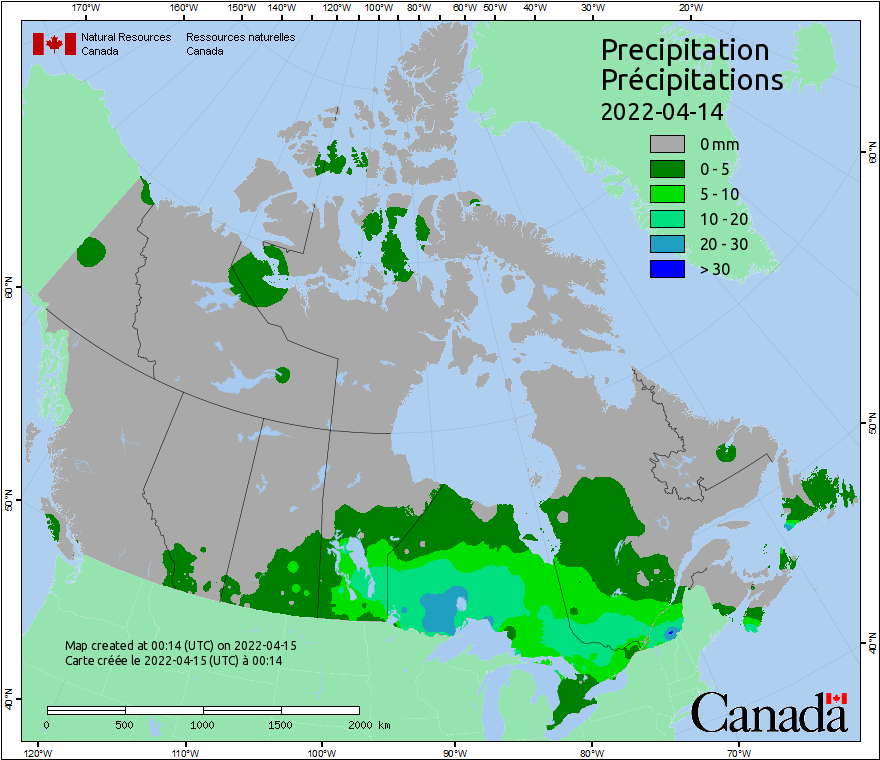 170°W 160°W 150°W 140°W 130°W 120°W 110°W 100°W 90°W 80°W 60°W 50°W 40°W 30°W 20°W
Natural Resources Ressources naturelles
Canada Canada
Precipitation
Précipitations
2022-04-14
0 mm
0 - 5
5 - 10
10 - 20
20 - 30
> 30
60°N
60°N
50°N
50°N
40°N
40°N
Map created at 00:14 (UTC) on 2022-04-15
Carte créée le 2022-04-15 (UTC) à 00:14
0 500 1000 1500 2000 km
Canada
120°W 110°W 100°W 90°W 80°W 70°W